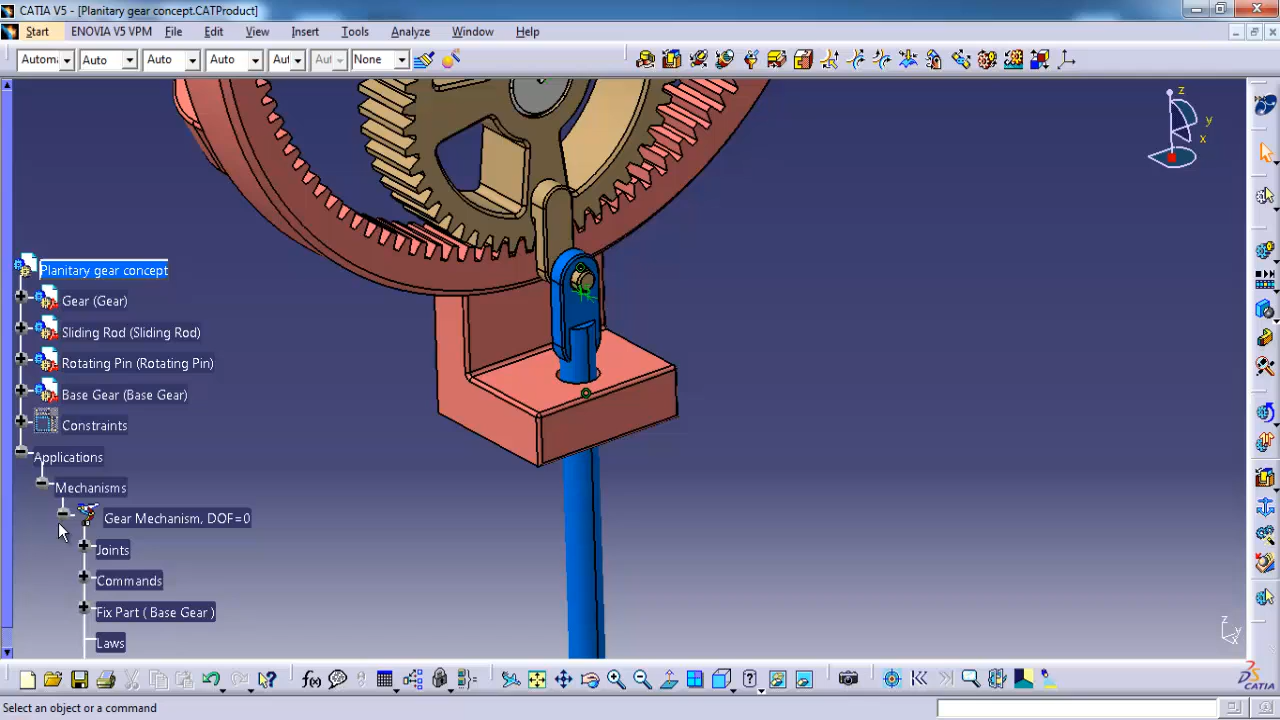 CATIA V5 - [Planitary gear concept.CATProduct]
Start ENOVIA V5 VPM File Edit View Insert Tools Analyze Window Help
Auto Auto Auto Aut None
z
y
x
Planitary gear concept
Gear (Gear)
Sliding Rod (Sliding Rod)
Rotating Pin (Rotating Pin)
Base Gear (Base Gear)
Constraints
Applications
Mechanisms
Gear Mechanism, DOF=0
Joints
Commands
Fix Part ( Base Gear )
Laws
z
y
x
f(x)
Select an object or a command